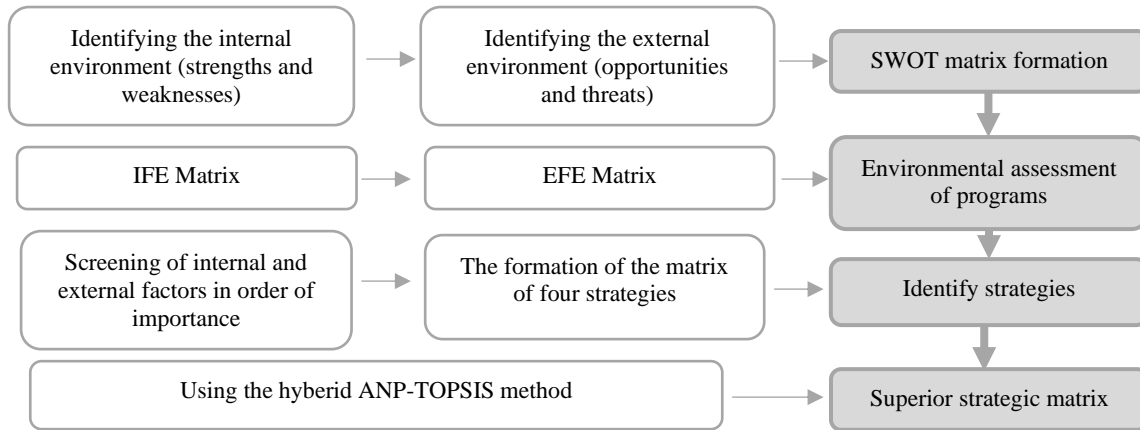 Identifying the internal
environment (strengths and
weaknesses)
Identifying the external
environment (opportunities
and threats)
SWOT matrix formation
IFE Matrix
EFE Matrix
Environmental assessment
of programs
Screening of internal and
external factors in order of
importance
The formation of the matrix
of four strategies
Identify strategies
Using the hyberid ANP-TOPSIS method
Superior strategic matrix